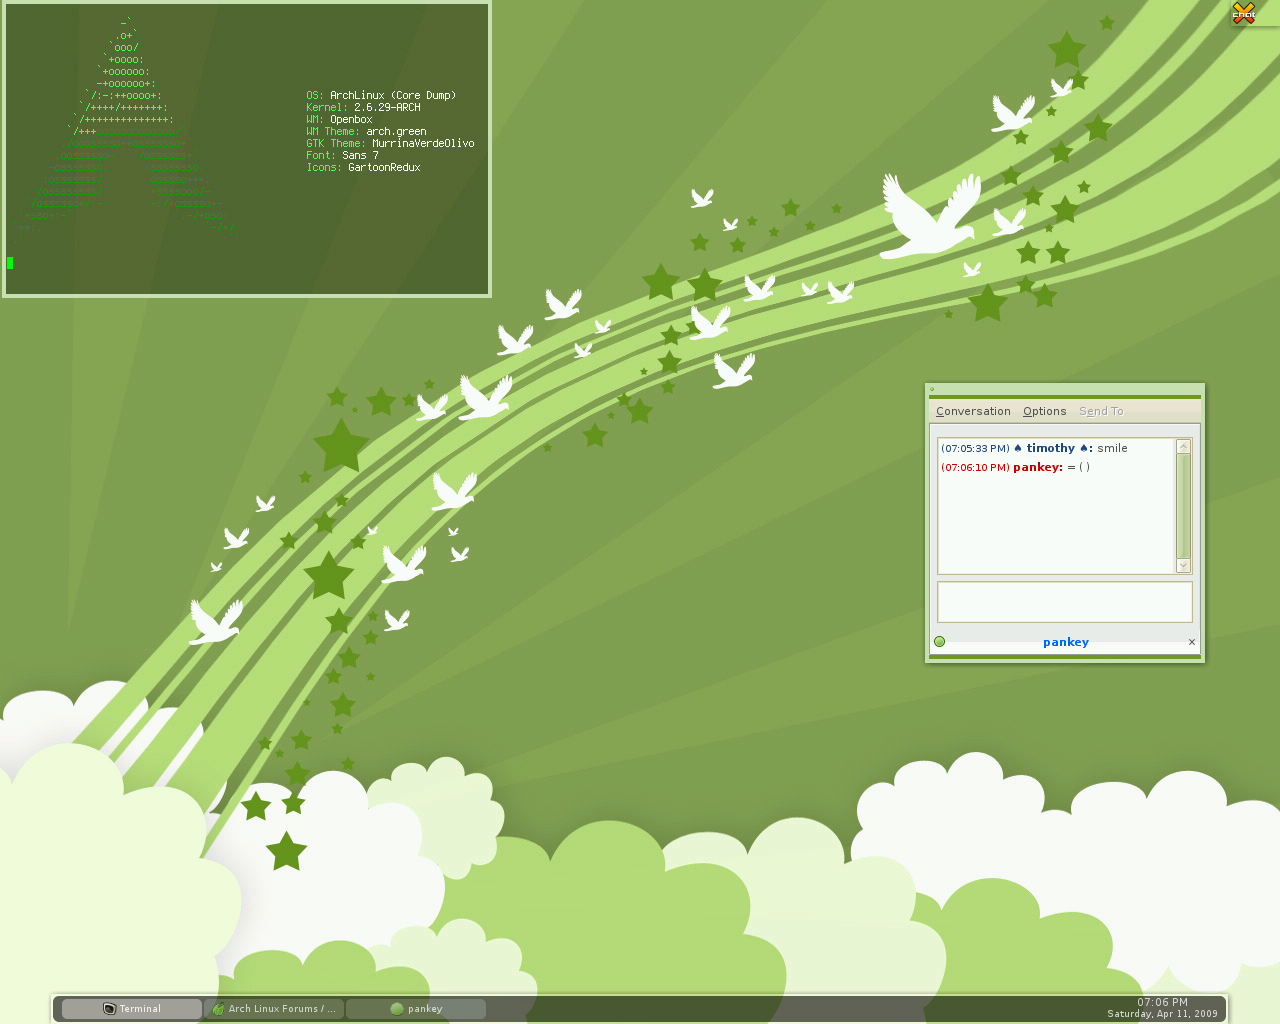 -`
.o+`
`ooo/
`+oooo:
`+oooooo:
-+oooooo+:
`/:-:++oooo+:
`/++++/+++++++:
`/++++++++++++++:
`/+++
OS: ArchLinux (Core Dump)
Kernel: 2.6.29-ARCH
WM: Openbox
WM Theme: arch.green
GTK Theme: MurrinaVerdeOlivo
Font: Sans 7
Icons: GartoonRedux
chat
Conversation Options Send To
(07:05:33 PM) ♠ timothy ♠: smile
(07:06:10 PM) pankey: = ( )
pankey ×
Terminal
Arch Linux Forums / ...
pankey
07:06 PM
Saturday, Apr 11, 2009